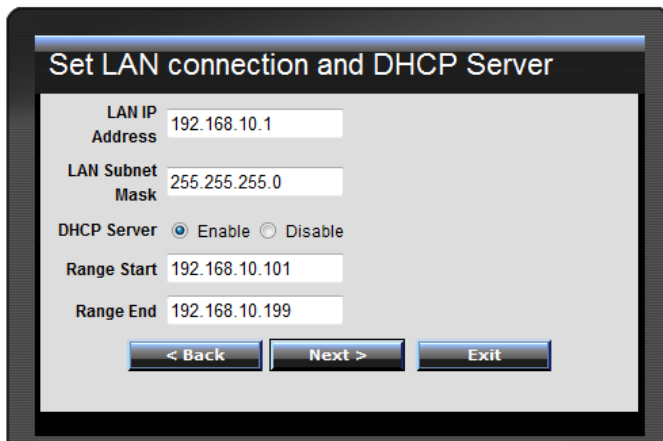 Set LAN connection and DHCP Server
LAN IP
Address
192.168.10.1
LAN Subnet
Mask
255.255.255.0
DHCP Server Enable Disable
Range Start 192.168.10.101
Range End 192.168.10.199
< Back Next > Exit